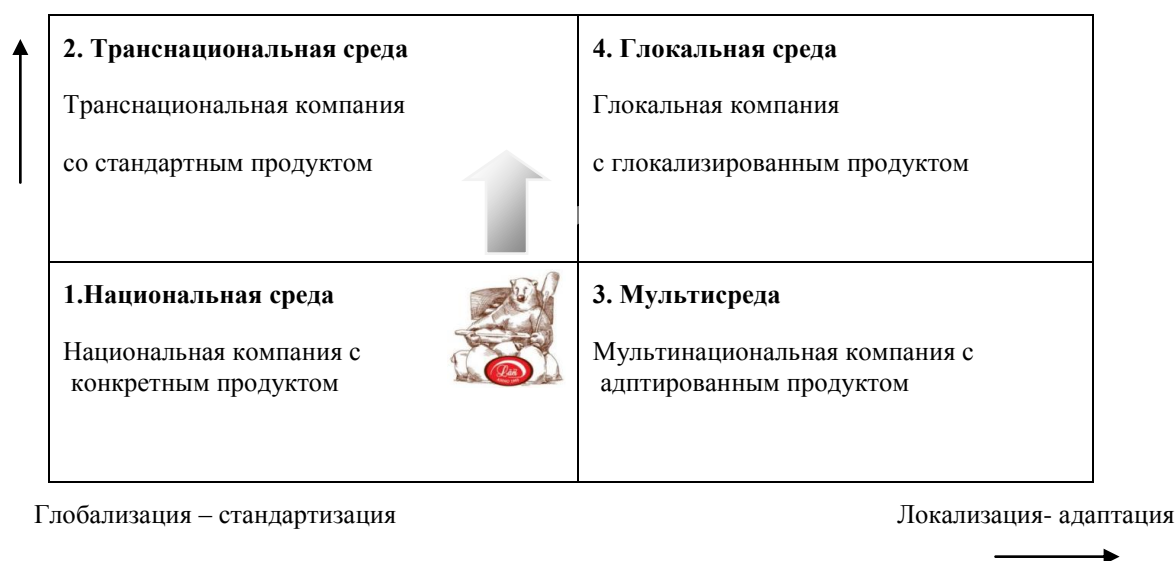 2. Транснациональная среда
Транснациональная компания
со стандартным продуктом
4. Глокальная среда
Глокальная компания
с глокализированным продуктом
1.Национальная среда
Национальная компания с
конкретным продуктом
Lāči
3. Мультисреда
Мультинациональная компания с
адптированным продуктом
Глобализация – стандартизация
Локализация- адаптация